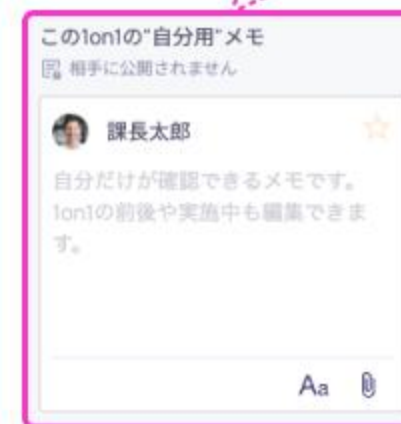 この1on1の"自分用"メモ
相手に公開されません
課長太郎
自分だけが確認できるメモです。
1on1の前後や実施中も編集できま
す。
Aa